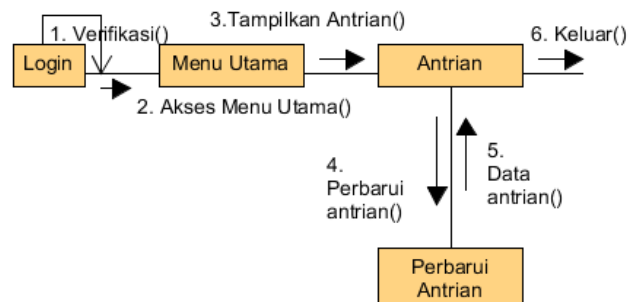 3.Tampilkan Antrian()
1. Verifikasi()
6. Keluar()
Login
Menu Utama
Antrian
2. Akses Menu Utama()
4.
Perbarui
antrian()
5.
Data
antrian()
Perbarui
Antrian